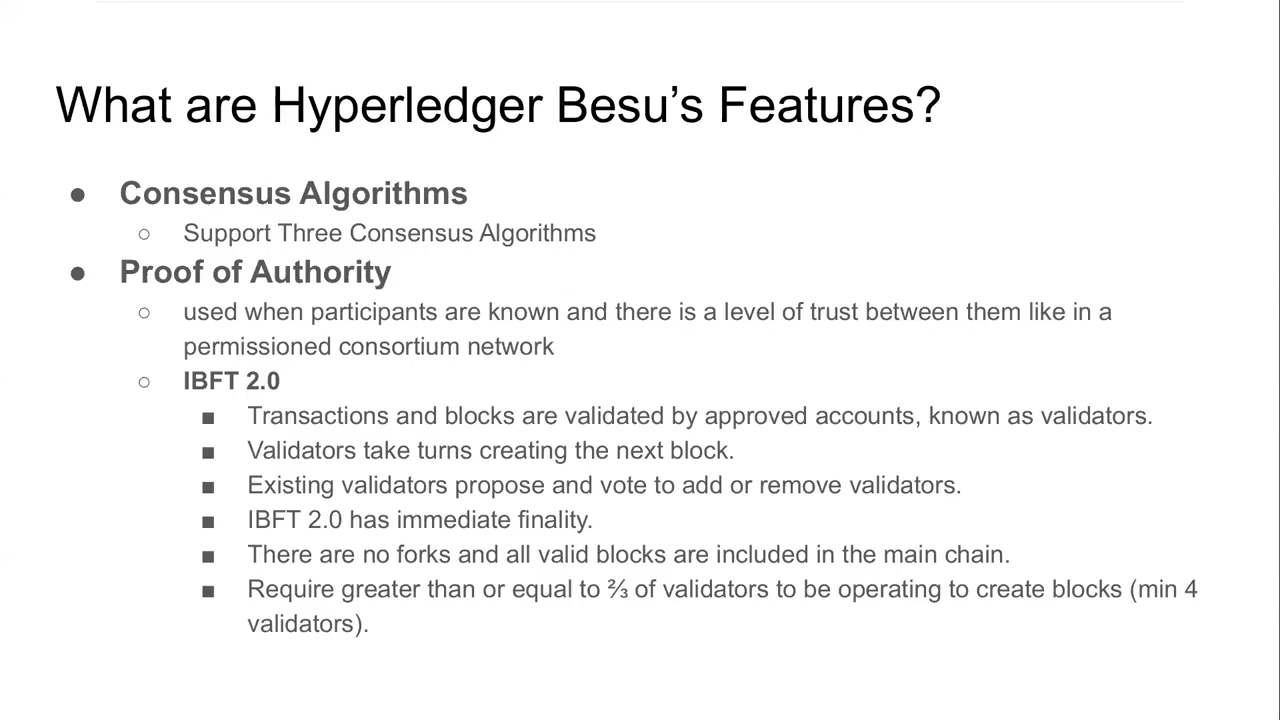 What are Hyperledger Besu’s Features?
● Consensus Algorithms
○ Support Three Consensus Algorithms
● Proof of Authority
○ used when participants are known and there is a level of trust between them like in a
permissioned consortium network
○ IBFT 2.0
■ Transactions and blocks are validated by approved accounts, known as validators.
■ Validators take turns creating the next block.
■ Existing validators propose and vote to add or remove validators.
■ IBFT 2.0 has immediate finality.
■ There are no forks and all valid blocks are included in the main chain.
■ Require greater than or equal to ⅔ of validators to be operating to create blocks (min 4
validators).